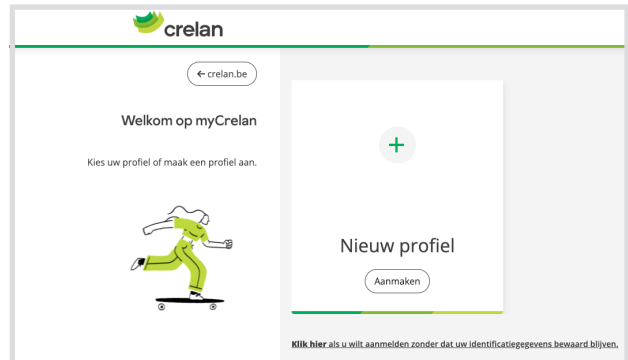 crelan
← crelan.be
Welkom op myCrelan
Kies uw profiel of maak een profiel aan.
Nieuw profiel
Aanmaken
Klik hier als u wilt aanmelden zonder dat uw identificatiegegevens bewaard blijven.